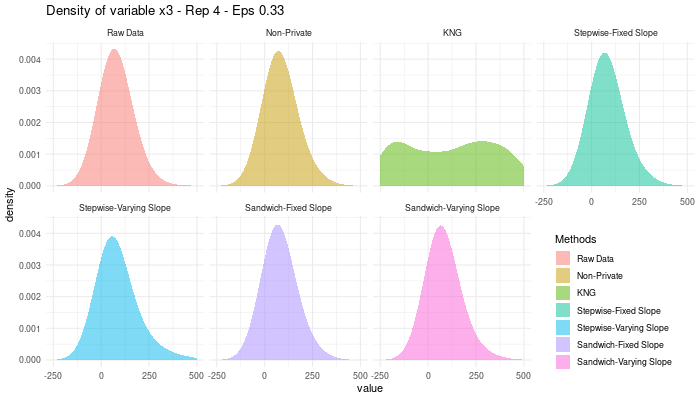 Density of variable x3 - Rep 4 - Eps 0.33
Raw Data
Non-Private
KNG
Stepwise-Fixed Slope
0.004
0.003
0.002
0.001
0.000
-250 0 250 500
density
Stepwise-Varying Slope
Sandwich-Fixed Slope
Sandwich-Varying Slope
0.004
0.003
0.002
0.001
0.000
-250 0 250 500
-250 0 250 500
-250 0 250 500
value
Methods
Raw Data
Non-Private
KNG
Stepwise-Fixed Slope
Stepwise-Varying Slope
Sandwich-Fixed Slope
Sandwich-Varying Slope